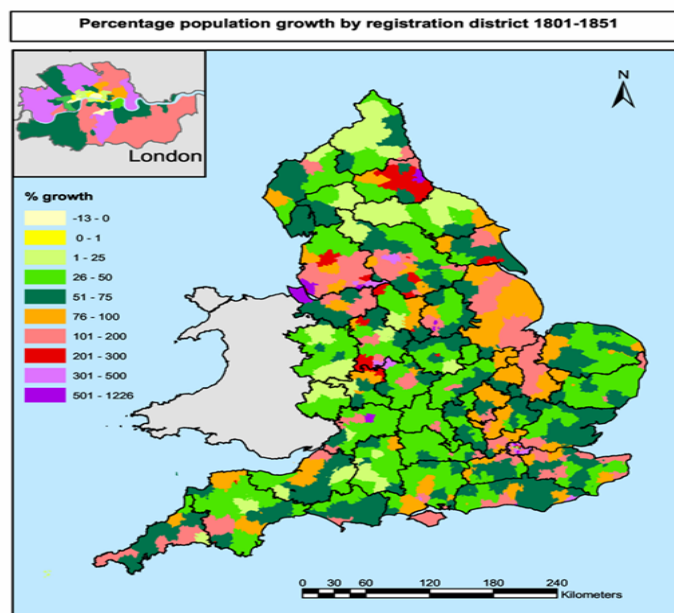 Percentage population growth by registration district 1801-1851
London
N
% growth
-13 - 0
0 - 1
1 - 25
26 - 50
51 - 75
76 - 100
101 - 200
201 - 300
301 - 500
501 - 1226
0 30 60 120 180 240
Kilometers